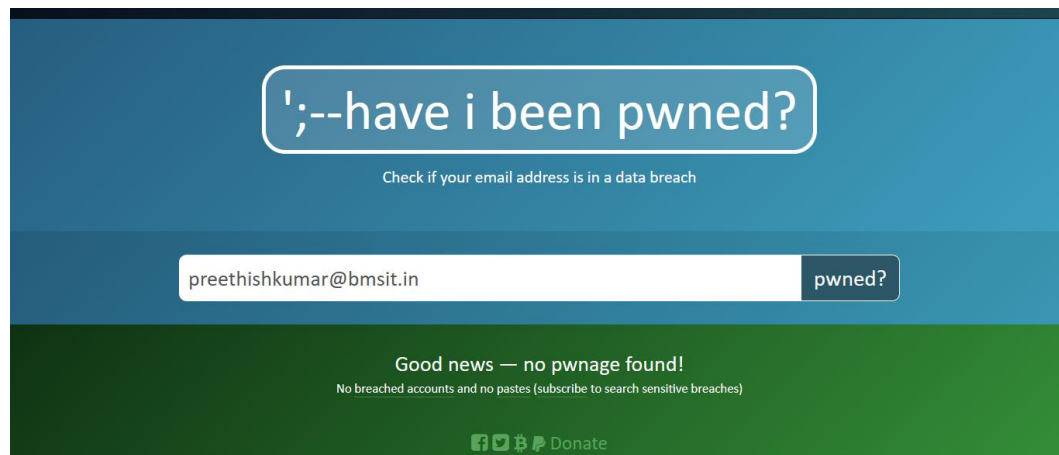 ';--have i been pwned?
Check if your email address is in a data breach
preethishkumar@bmsit.in pwned?
Good news — no pwnage found!
No breached accounts and no pastes (subscribe to search sensitive breaches)
Donate